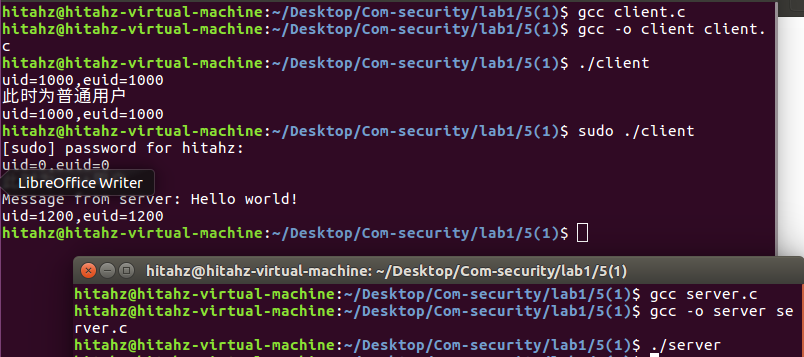 hitahz@hitahz-virtual-machine:~/Desktop/Com-security/lab1/5(1)$ gcc client.c
hitahz@hitahz-virtual-machine:~/Desktop/Com-security/lab1/5(1)$ gcc -o client client.
c
hitahz@hitahz-virtual-machine:~/Desktop/Com-security/lab1/5(1)$ ./client
uid=1000,euid=1000
此时为普通用户
uid=1000,euid=1000
hitahz@hitahz-virtual-machine:~/Desktop/Com-security/lab1/5(1)$ sudo ./client
[sudo] password for hitahz:
uid=0,euid=0
LibreOffice Writer
Message from server: Hello world!
uid=1200,euid=1200
hitahz@hitahz-virtual-machine:~/Desktop/Com-security/lab1/5(1)$
hitahz@hitahz-virtual-machine: ~/Desktop/Com-security/lab1/5(1)
hitahz@hitahz-virtual-machine:~/Desktop/Com-security/lab1/5(1)$ gcc server.c
hitahz@hitahz-virtual-machine:~/Desktop/Com-security/lab1/5(1)$ gcc -o server se
rver.c
hitahz@hitahz-virtual-machine:~/Desktop/Com-security/lab1/5(1)$ ./server